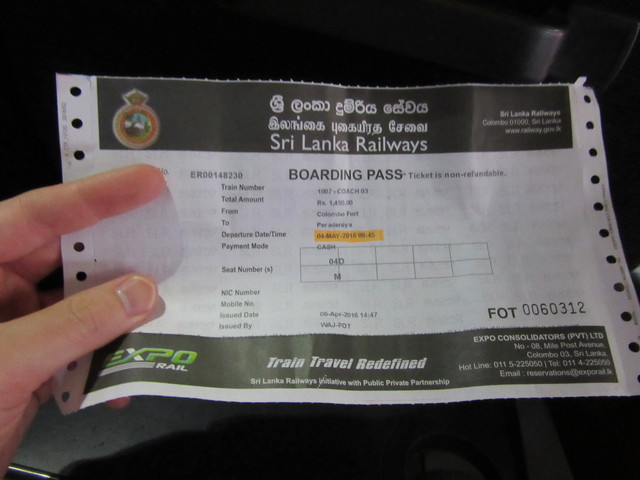 ශ්‍රී ලංකා දුම්රිය සේවය
இலங்கை புகையிரத சேவை
Sri Lanka Railways
Sri Lanka Railways
Colombo 01000, Sri Lanka
www.railway.gov.lk
No. ER00148230
BOARDING PASS * Ticket is non-refundable.
Train Number 1007 - COACH 03
Total Amount Rs. 1,450.00
From Colombo Fort
To Peradeniya
Departure Date/Time 04-MAY-2016 08:45
Payment Mode CASH
04D
Seat Number (s) M
NIC Number
Mobile No.
Issued Date 06-Apr-2016 14:47
Issued By WAJ-FOT
FOT 0060312
EXPO RAIL
Train Travel Redefined
Sri Lanka Railways Initiative with Public Private Partnership
EXPO CONSOLIDATORS (PVT) LTD
No - 08, Mile Post Avenue,
Colombo 03, Sri Lanka.
Hot Line: 011 5-225050 | Tel: 011 4-225050
Email : reservations@exporail.lk